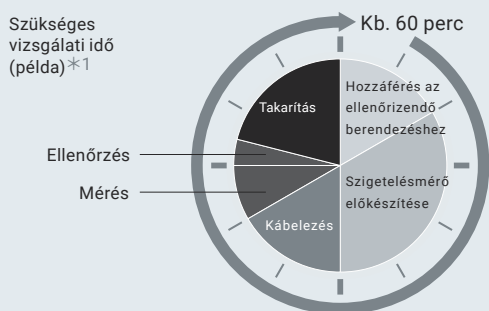 Szükséges
vizsgálati idő
(példa)＊1
Kb. 60 perc
Hozzáférés az
ellenőrizendő
berendezéshez
Szigetelésmérő
előkészítése
Kábelezés
Mérés
Ellenőrzés
Takarítás